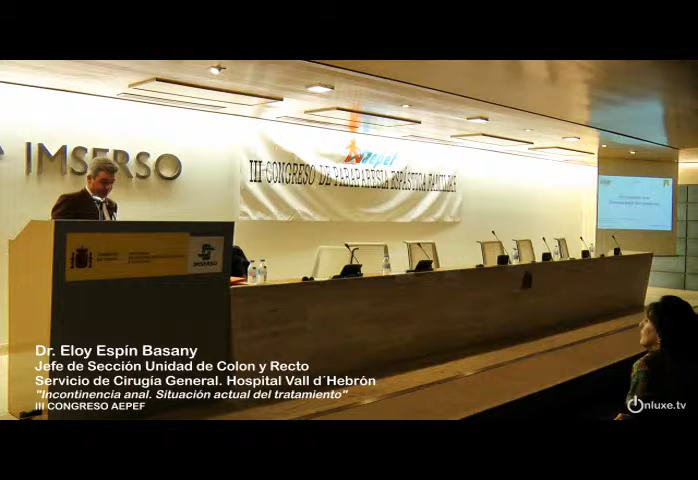 IMSERSO
aepef
III CONGRESO DE PARAPARESIA ESPÁSTICA FAMILIAR
IMSERSO
Dr. Eloy Espín Basany
Jefe de Sección Unidad de Colon y Recto
Servicio de Cirugía General. Hospital Vall d´Hebrón
"Incontinencia anal. Situación actual del tratamiento"
III CONGRESO AEPEF
onluxe.tv